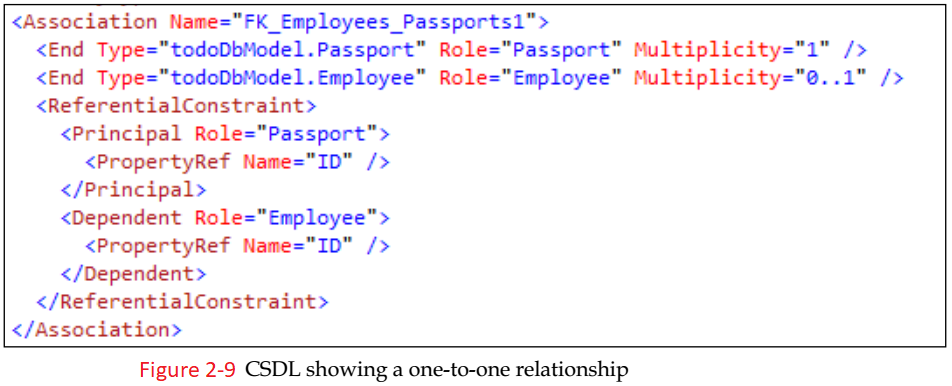 <Association Name="FK_Employees_Passports1">
  <End Type="todoDbModel.Passport" Role="Passport" Multiplicity="1" />
  <End Type="todoDbModel.Employee" Role="Employee" Multiplicity="0..1" />
  <ReferentialConstraint>
    <Principal Role="Passport">
      <PropertyRef Name="ID" />
    </Principal>
    <Dependent Role="Employee">
      <PropertyRef Name="ID" />
    </Dependent>
  </ReferentialConstraint>
</Association>
Figure 2-9 CSDL showing a one-to-one relationship